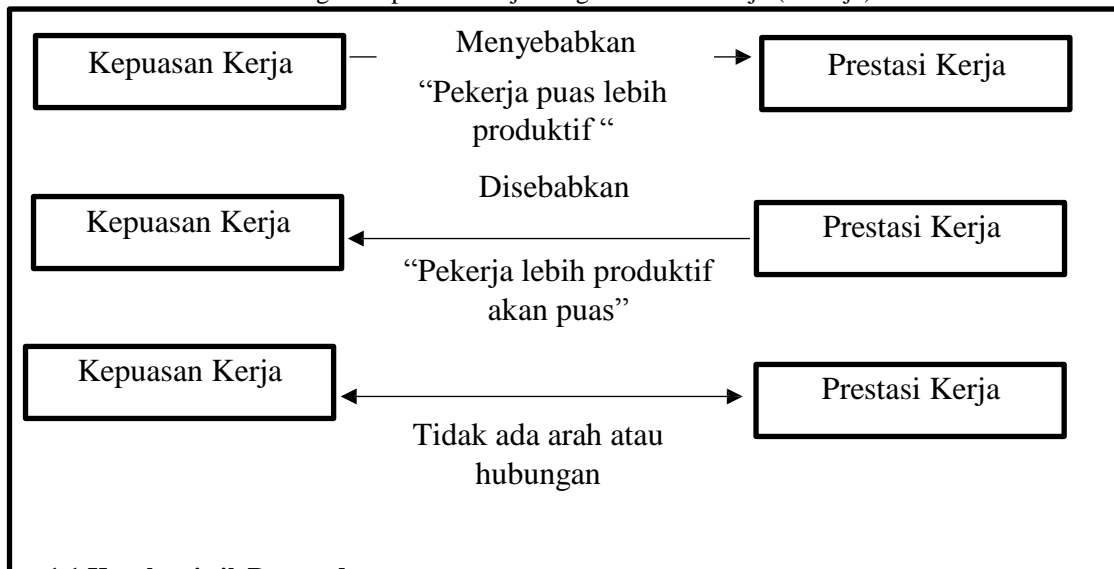 Kepuasan Kerja
Menyebabkan
Prestasi Kerja
“Pekerja puas lebih
produktif “
Disebabkan
Kepuasan Kerja
Prestasi Kerja
“Pekerja lebih produktif
akan puas”
Kepuasan Kerja
Prestasi Kerja
Tidak ada arah atau
hubungan